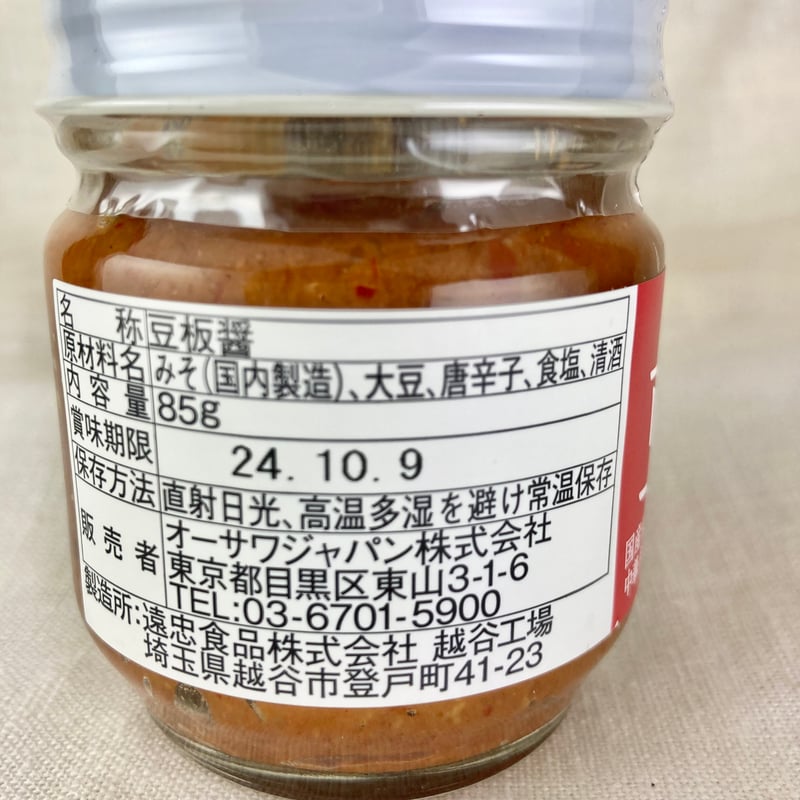 名称 豆板醤
原材料名 みそ(国内製造)、大豆、唐辛子、食塩、清酒
内容量 85g
賞味期限 24.10.9
保存方法 直射日光、高温多湿を避け常温保存
販売者 オーサワジャパン株式会社
東京都目黒区東山3-1-6
TEL:03-6701-5900
製造所:遠忠食品株式会社 越谷工場
埼玉県越谷市登戸町41-23